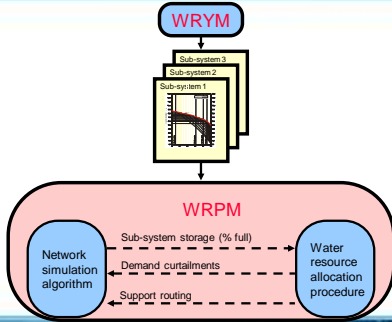 WRYM
Sub-system 3
Sub-system 2
Sub-system 1
WRPM
Sub-system storage (% full)
Demand curtailments
Support routing
Network
simulation
algorithm
Water
resource
allocation
procedure